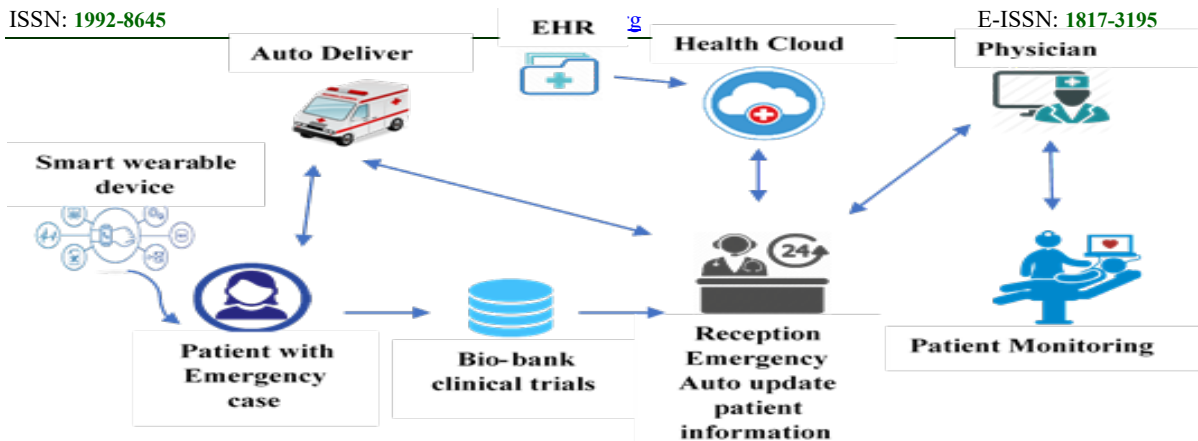 ISSN: 1992-8645
E-ISSN: 1817-3195
EHR
Auto Deliver
Health Cloud
Physician
Smart wearable
device
24
Patient with
Emergency
case
Bio-bank
clinical trials
Reception
Emergency
Auto update
patient
information
Patient Monitoring